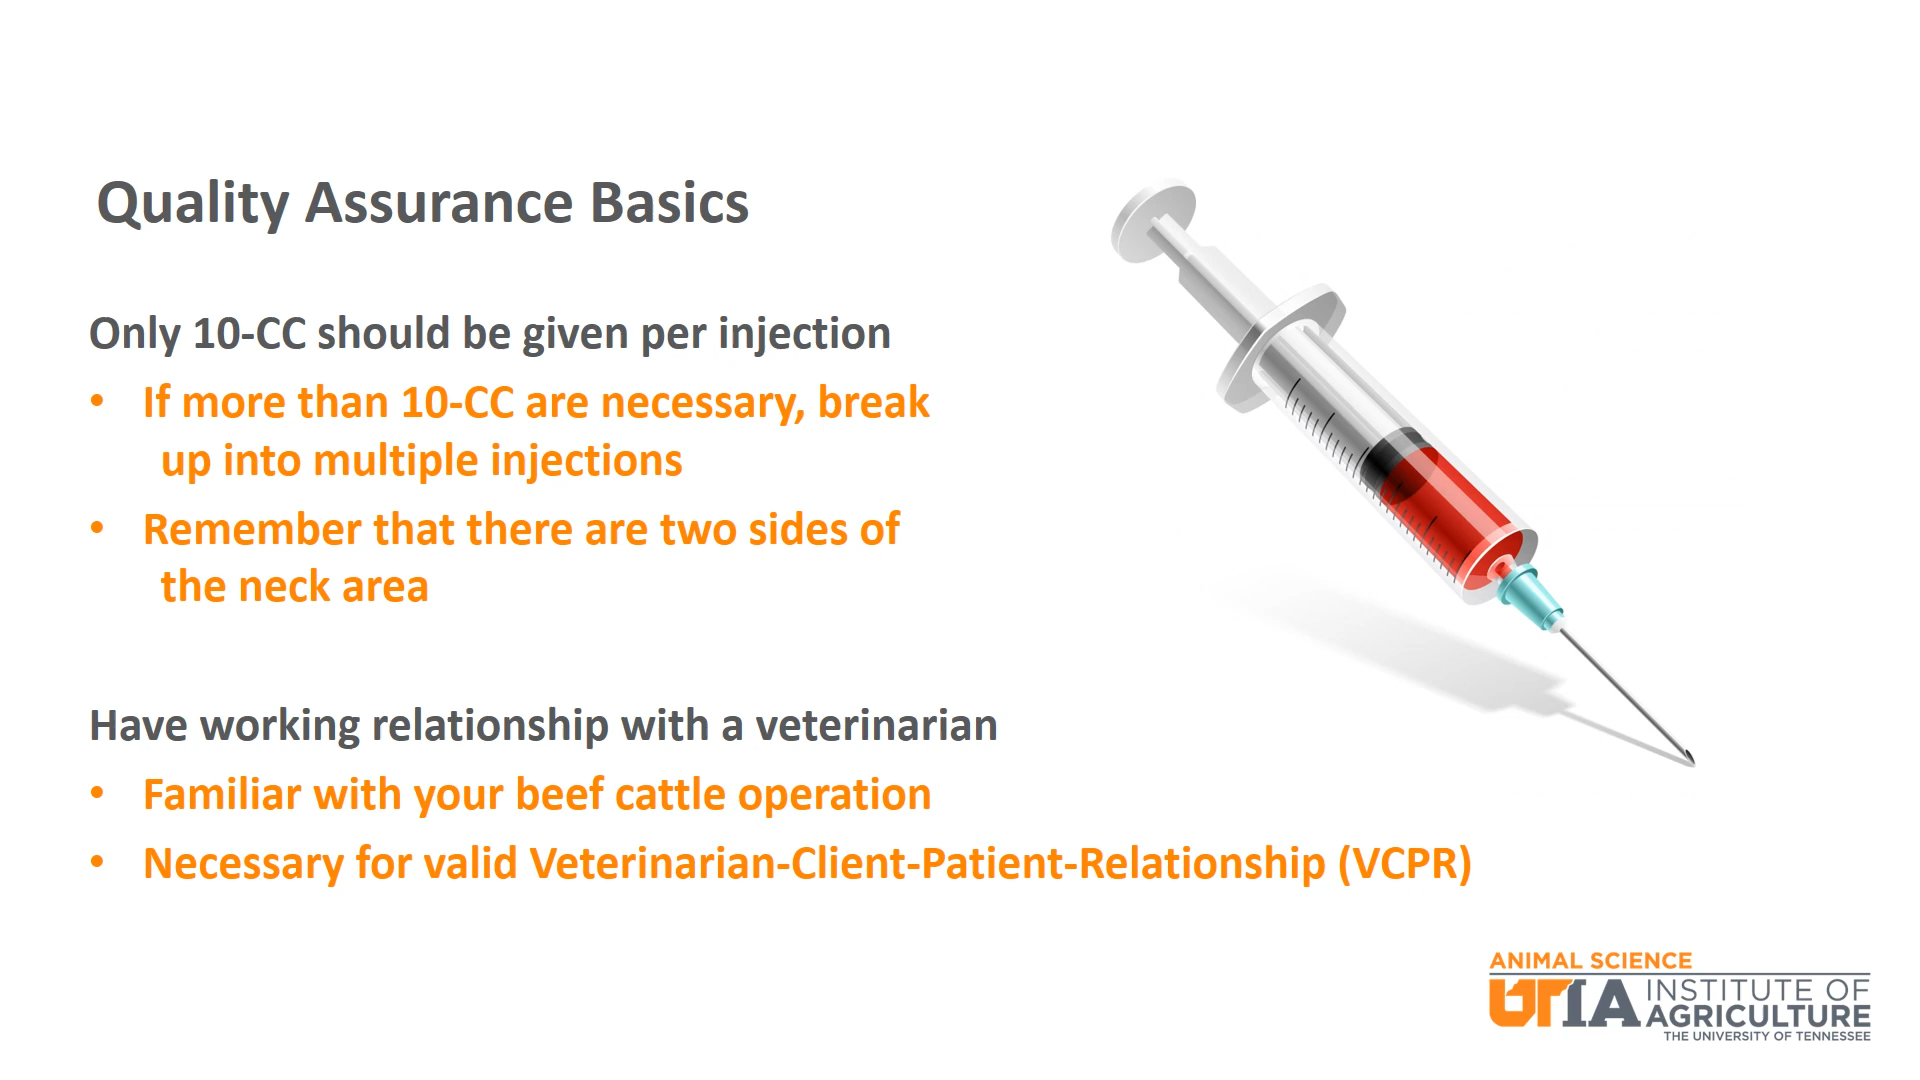 Quality Assurance Basics
Only 10-CC should be given per injection
• If more than 10-CC are necessary, break
up into multiple injections
• Remember that there are two sides of
the neck area
Have working relationship with a veterinarian
• Familiar with your beef cattle operation
• Necessary for valid Veterinarian-Client-Patient-Relationship (VCPR)
ANIMAL SCIENCE
UTIA INSTITUTE OF
AGRICULTURE
THE UNIVERSITY OF TENNESSEE